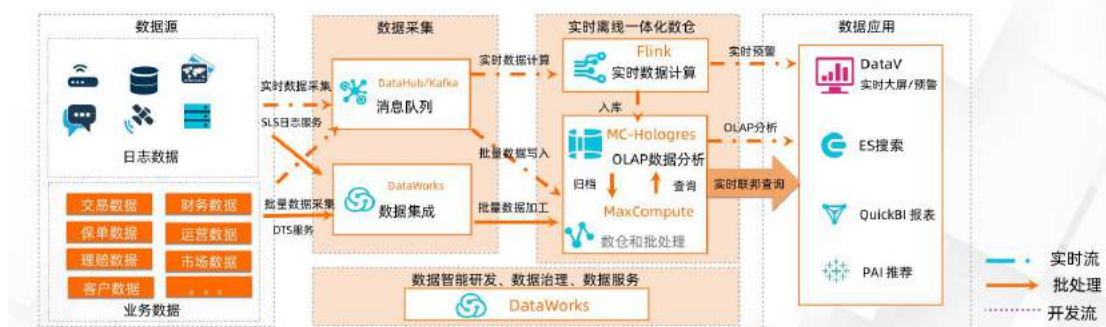 数据源
日志数据
交易数据
财务数据
保单数据
运营数据
理赔数据
市场数据
客户数据
。。。
业务数据
实时数据采集
SLS日志服务
批量数据采集
DTS服务
数据采集
DataHub/Kafka
消息队列
DataWorks
数据集成
实时数据计算
批量数据写入
批量数据加工
实时离线一体化数仓
Flink
实时数据计算
入库
MC-Hologres
OLAP数据分析
归档
查询
MaxCompute
数仓和批处理
数据智能研发、数据治理、数据服务
DataWorks
实时预警
OLAP分析
实时联邦查询
数据应用
DataV
实时大屏/预警
ES搜索
QuickBI 报表
PAI 推荐
实时流
批处理
开发流